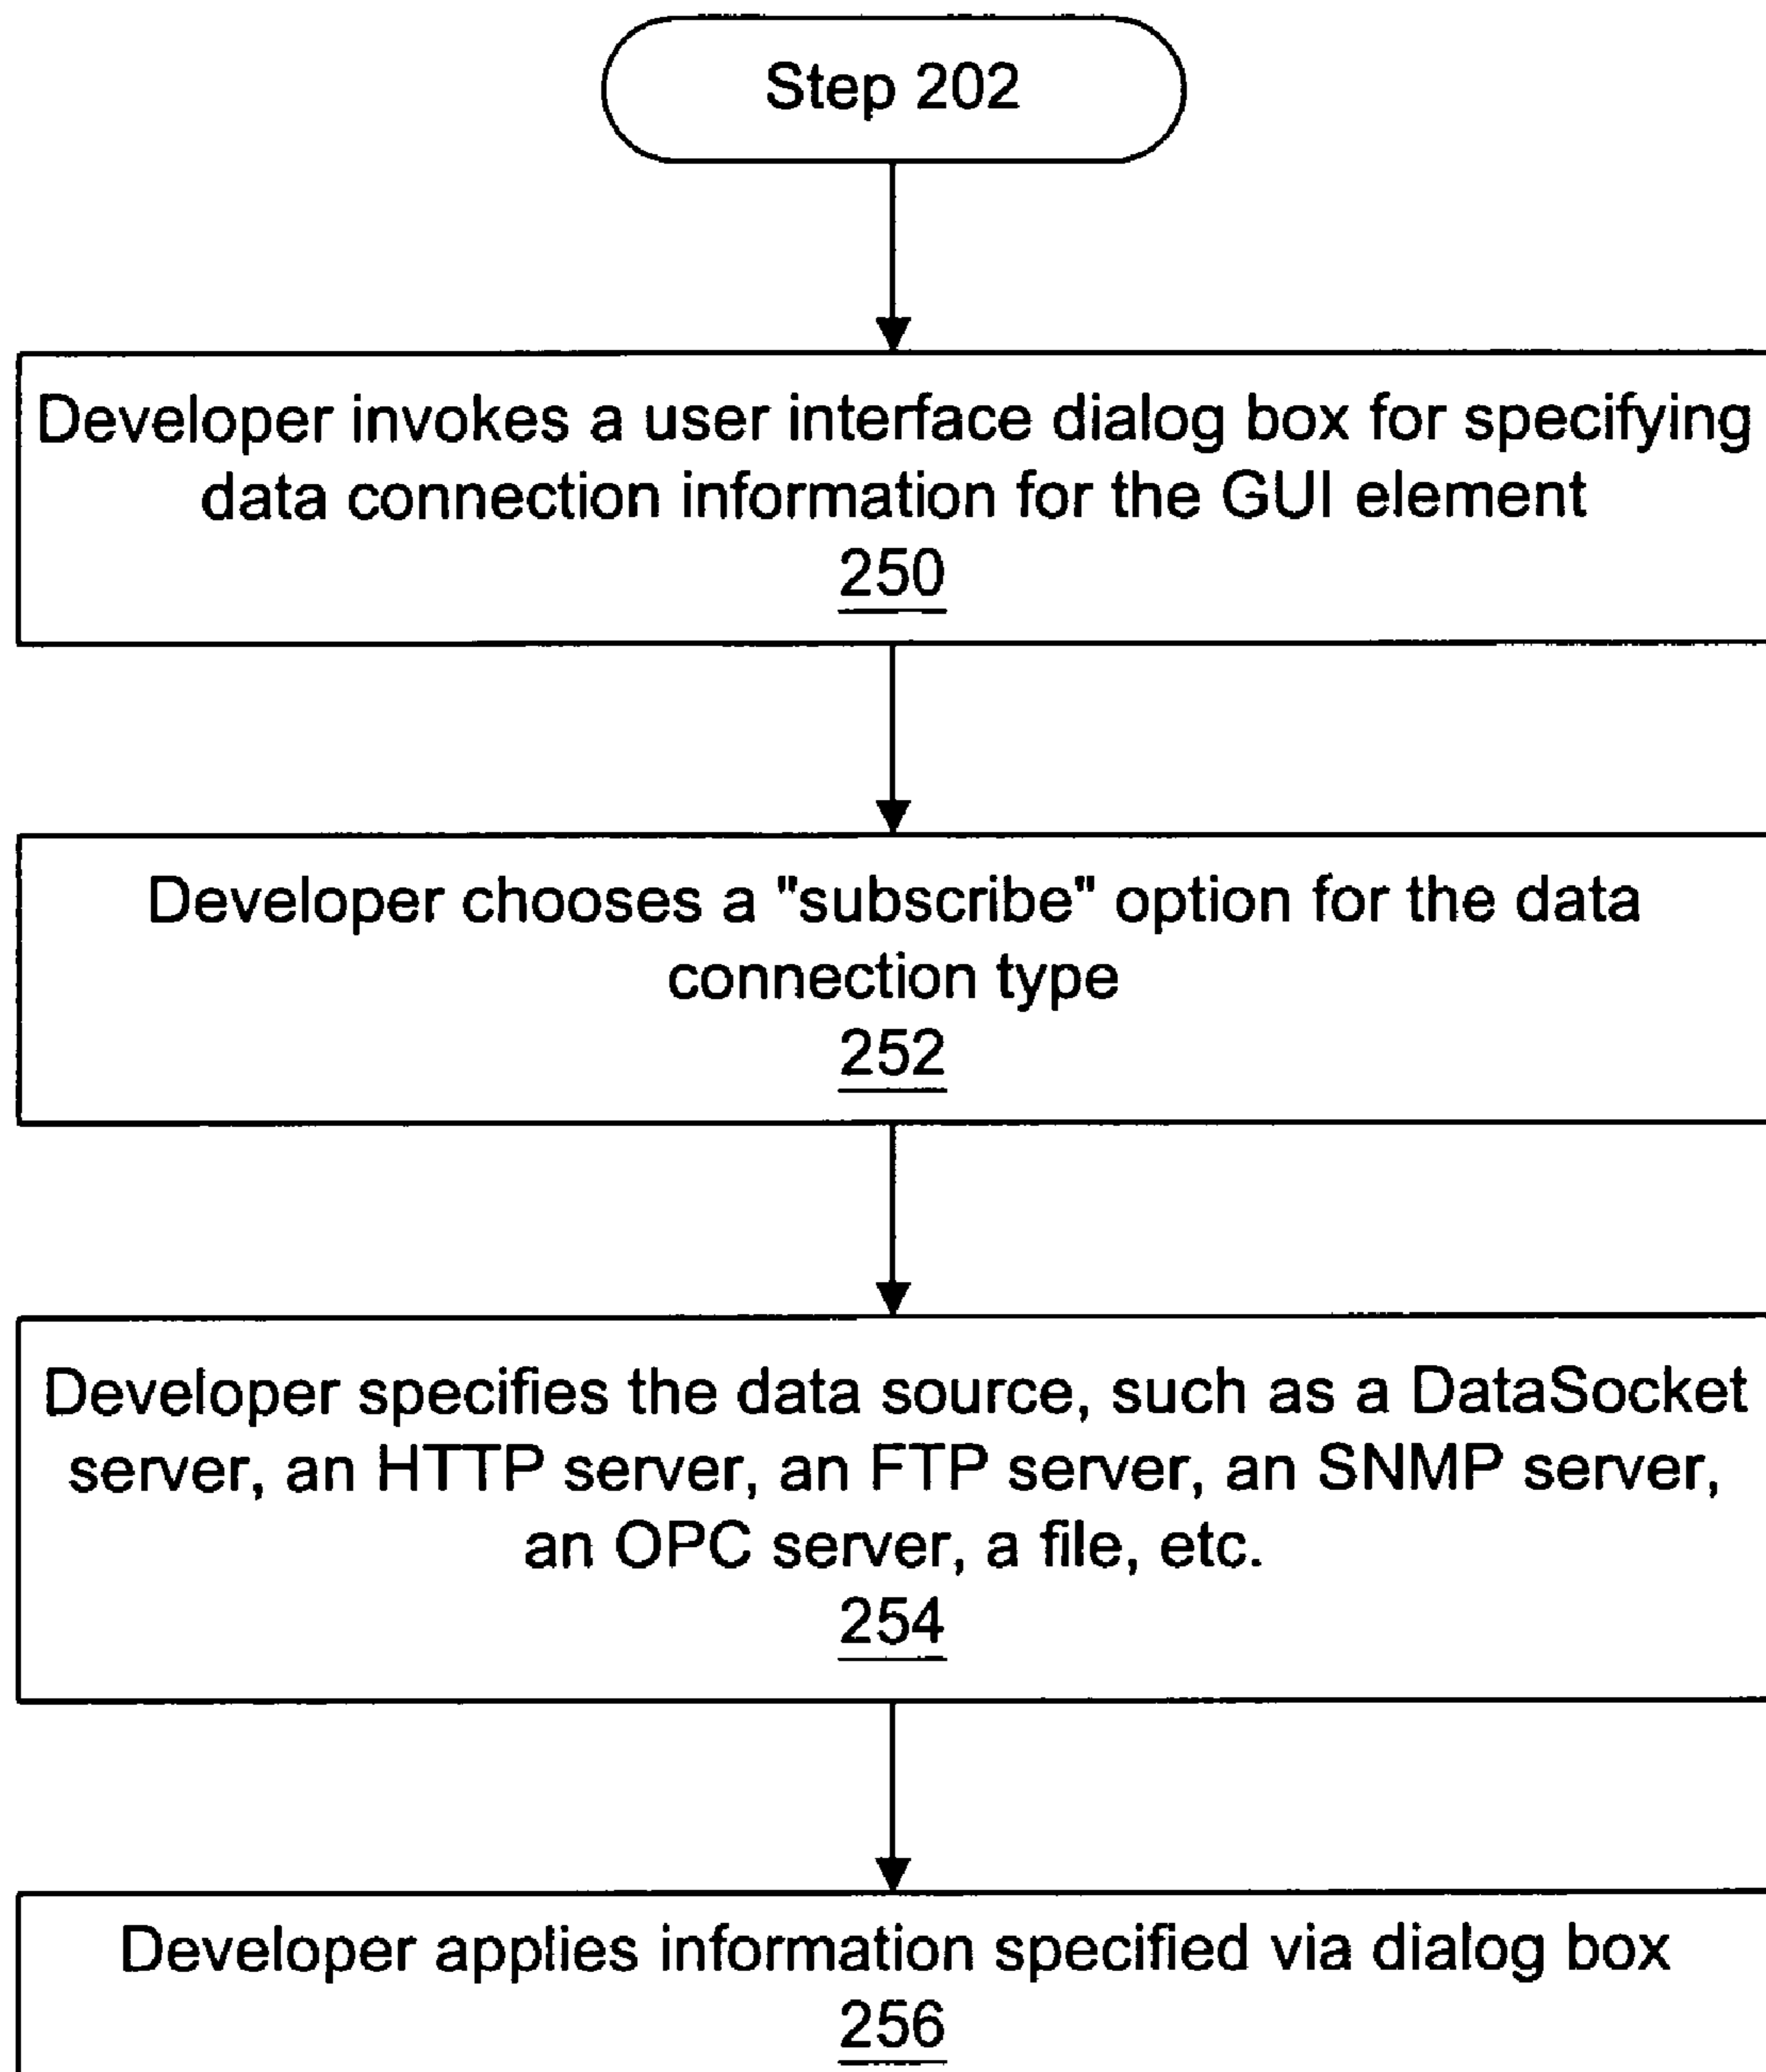 Step 202
Developer invokes a user interface dialog box for specifying
data connection information for the GUI element
250
Developer chooses a "subscribe" option for the data
connection type
252
Developer specifies the data source, such as a DataSocket
server, an HTTP server, an FTP server, an SNMP server,
an OPC server, a file, etc.
254
Developer applies information specified via dialog box
256